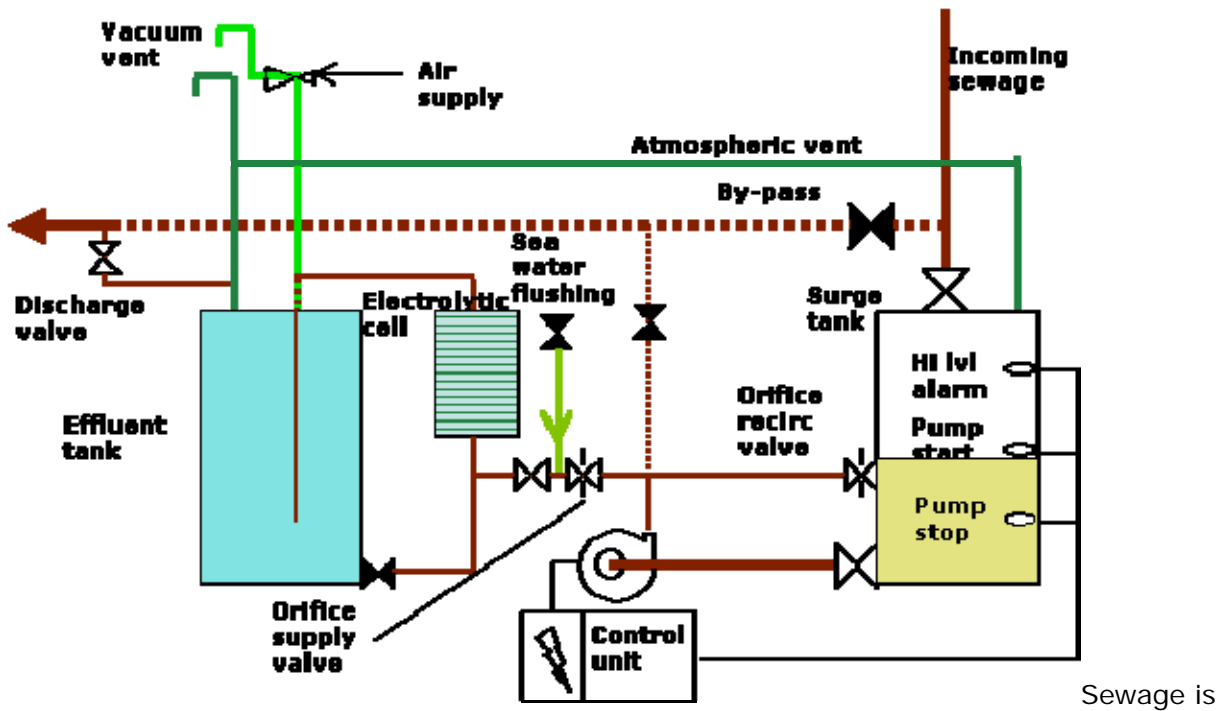 Vacuum
vent
Air
supply
Incoming
sewage
Atmospheric vent
By-pass
Sea
water
flushing
Discharge
valve
Electrolytic
cell
Surge
tank
HI lvl
alarm
Effluent
tank
Orifice
recirc
valve
Pump
start
Pump
stop
Orifice
supply
valve
Control
unit
Sewage is